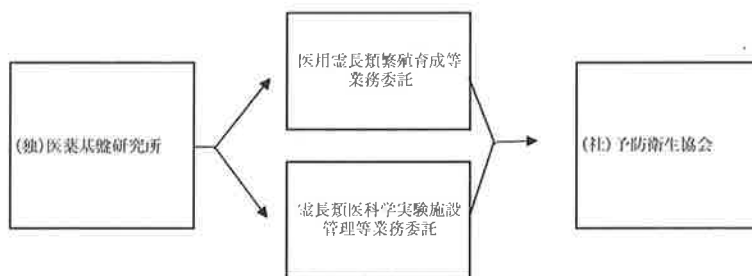 (独)医薬基盤研究所
医用霊長類繁殖育成等
業務委託
霊長類医科学実験施設
管理等業務委託
(社)予防衛生協会